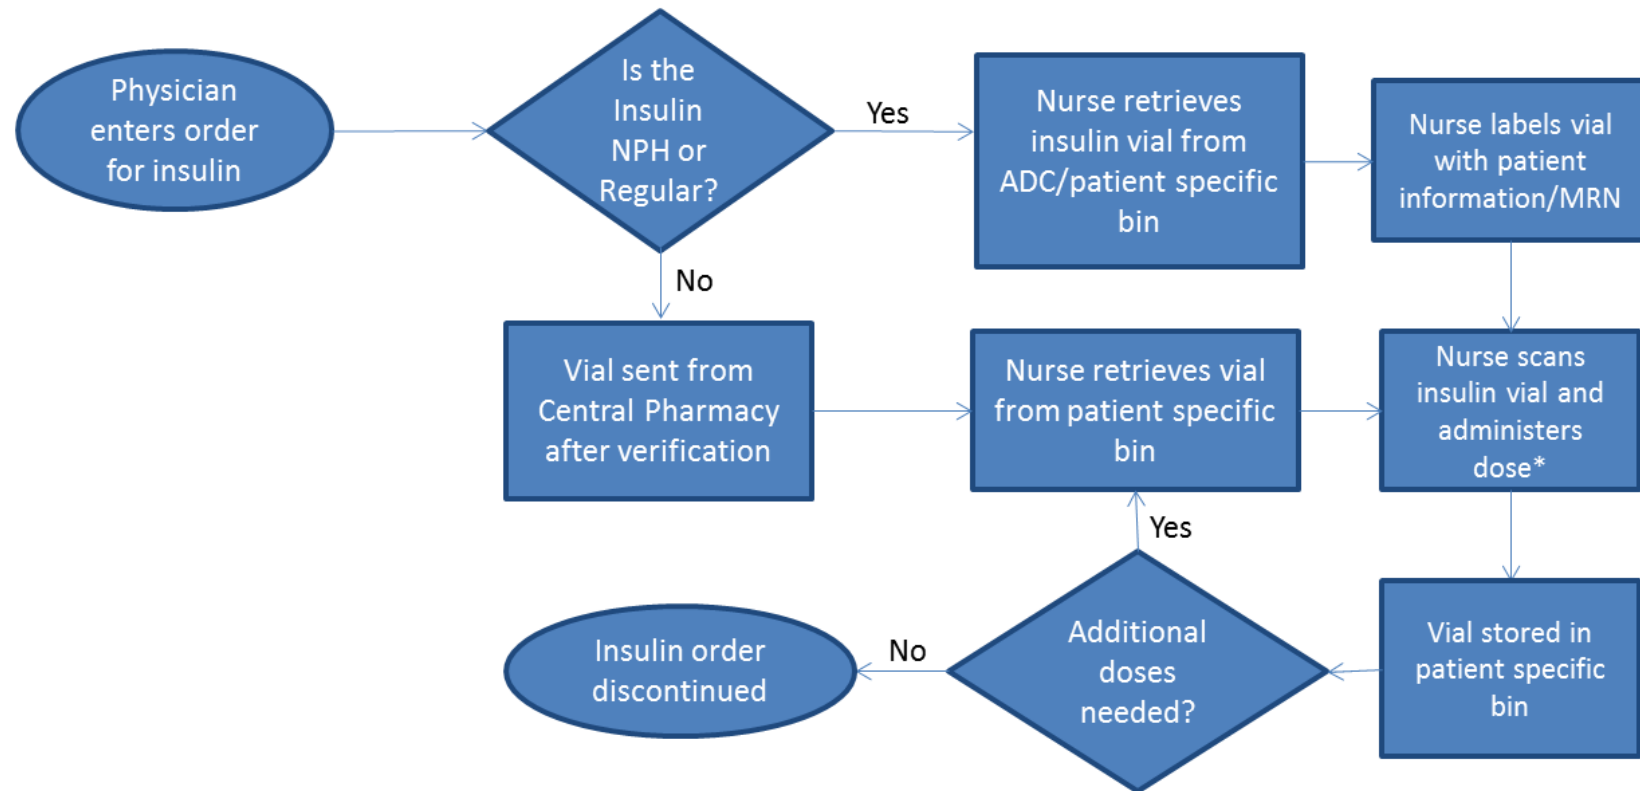 Physician
enters order
for insulin
Is the
Insulin
NPH or
Regular?
Yes
Nurse retrieves
insulin vial from
ADC/patient specific
bin
Nurse labels vial
with patient
information/MRN
No
Vial sent from
Central Pharmacy
after verification
Nurse retrieves vial
from patient specific
bin
Nurse scans
insulin vial and
administers
dose*
Yes
Insulin order
discontinued
No
Additional
doses
needed?
Vial stored in
patient specific
bin